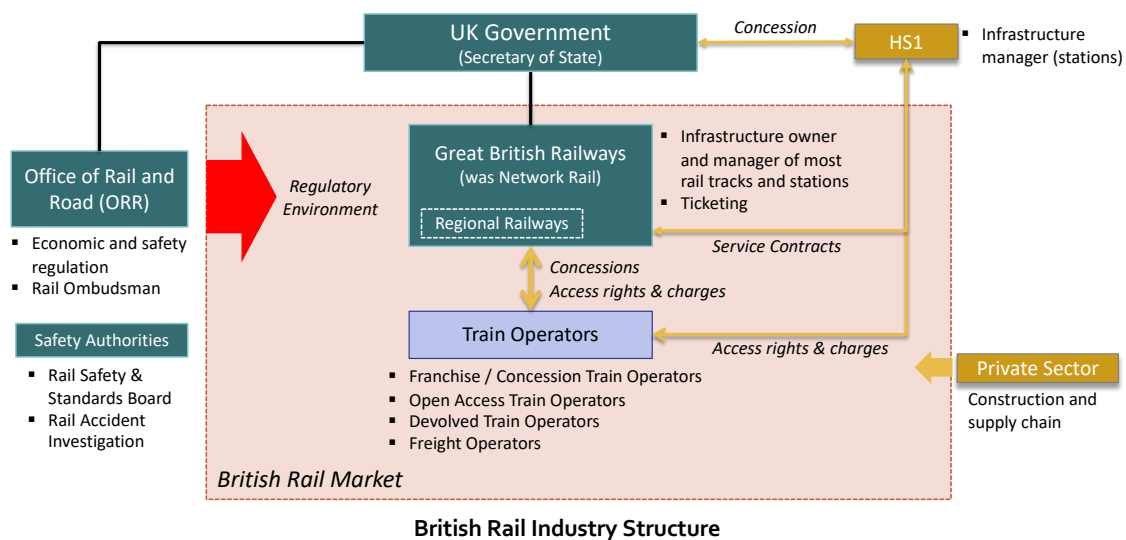 UK Government
(Secretary of State)
Concession
HS1
▪ Infrastructure
manager (stations)
Office of Rail and
Road (ORR)
▪ Economic and safety
regulation
▪ Rail Ombudsman
Safety Authorities
▪ Rail Safety &
Standards Board
▪ Rail Accident
Investigation
Regulatory
Environment
Great British Railways
(was Network Rail)
Regional Railways
▪ Infrastructure owner
and manager of most
rail tracks and stations
▪ Ticketing
Service Contracts
Concessions
Access rights & charges
Train Operators
Access rights & charges
▪ Franchise / Concession Train Operators
▪ Open Access Train Operators
▪ Devolved Train Operators
▪ Freight Operators
Private Sector
Construction and
supply chain
British Rail Market
British Rail Industry Structure